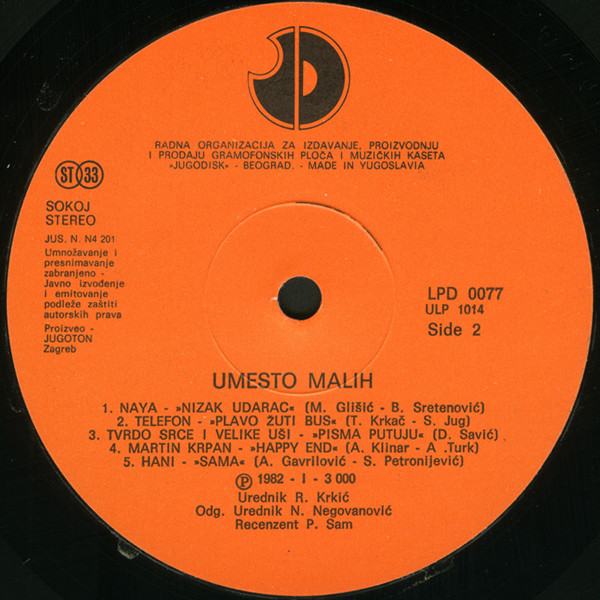 RADNA ORGANIZACIJA ZA IZDAVANJE, PROIZVODNJU
I PRODAJU GRAMOFONSKIH PLOČA I MUZIČKIH KASETA
»JUGODISK« - BEOGRAD. - MADE IN YUGOSLAVIA
ST 33
SOKOJ
STEREO
JUS. N. N4 201
Umnožavanje i
presnimavanje
zabranjeno -
Javno izvođenje
i emitovanje
podleže zaštiti
autorskih prava
Proizveo -
JUGOTON
Zagreb
LPD 0077
ULP 1014
Side 2
UMESTO MALIH
1. NAYA - »NIZAK UDARAC« (M. Glišić - B. Sretenović)
2. TELEFON - »PLAVO ŽUTI BUS« (T. Krkač - S. Jug)
3. TVRDO SRCE I VELIKE UŠI - »PISMA PUTUJU« (D. Savić)
4. MARTIN KRPAN - »HAPPY END« (A. Klinar - A .Turk)
5. HANI - »SAMA« (A. Gavrilović - S. Petronijević)
Ⓟ 1982 - I - 3 000
Urednik R. Krkić
Odg. Urednik N. Negovanović
Recenzent P. Sam